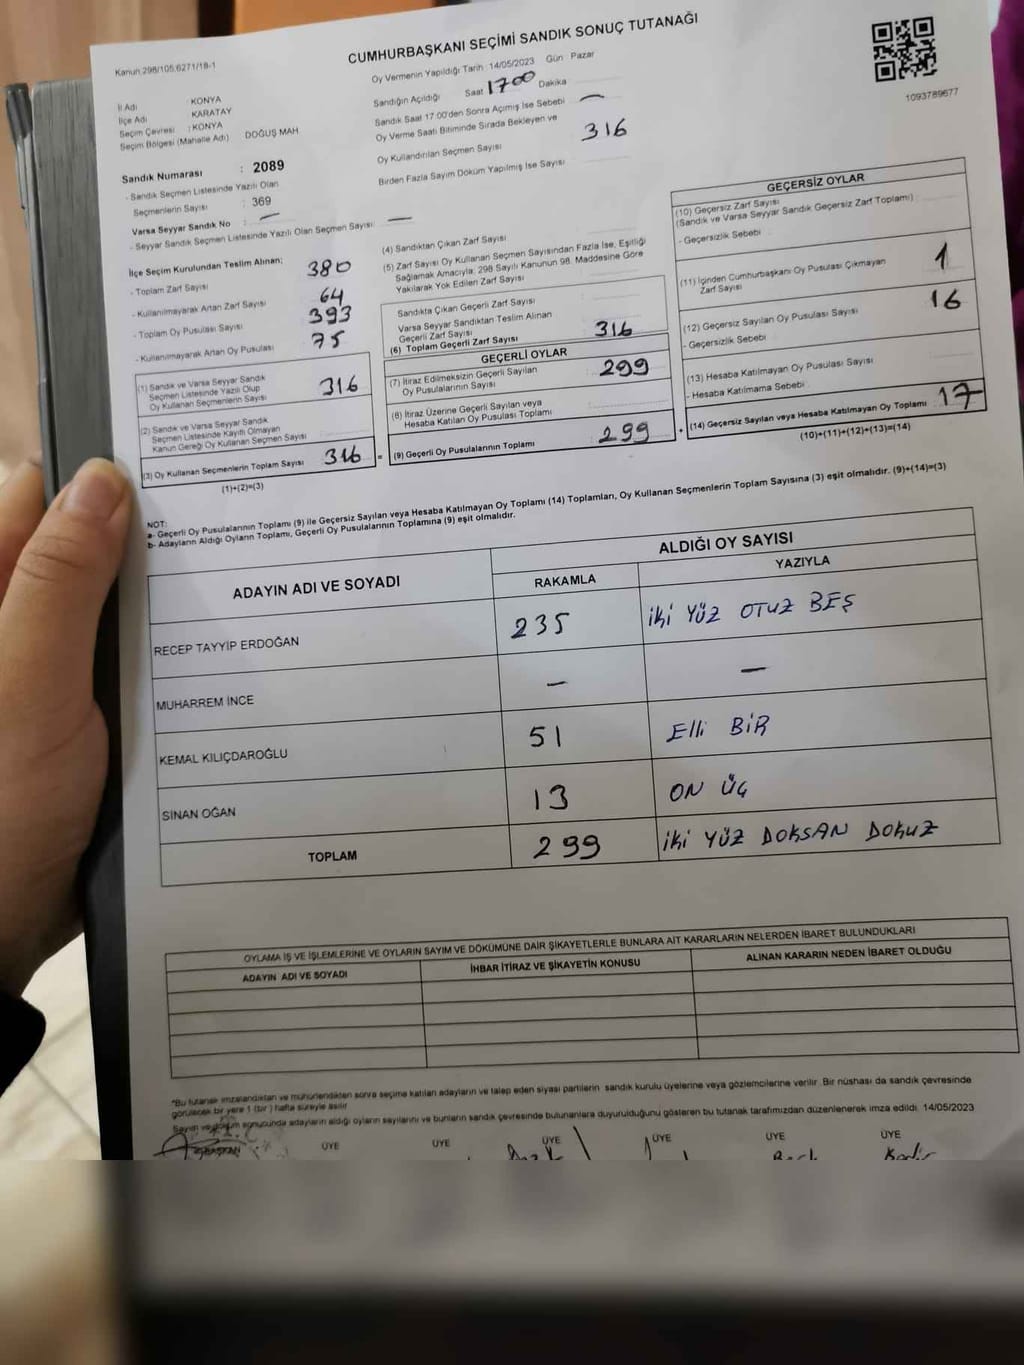 CUMHURBAŞKANI SEÇİMİ SANDIK SONUÇ TUTANAĞI
Kanun:298/105,6271/18-1
Oy Vermenin Yapıldığı Tarih : 14/05/2023 Gün : Pazar
Sandığın Açıldığı Saat 17 00 Dakika
Sandık Saat 17:00'den Sonra Açımış İse Sebebi —
Oy Verme Saati Bitiminde Sırada Bekleyen ve
Oy Kullandırılan Seçmen Sayısı 316
Birden Fazla Sayım Döküm Yapılmış İse Sayısı
1093789677
İl Adı : KONYA
İlçe Adı : KARATAY
Seçim Çevresi : KONYA
Seçim Bölgesi (Mahalle Adı) DOĞUŞ MAH
Sandık Numarası : 2089
- Sandık Seçmen Listesinde Yazılı Olan
Seçmenlerin Sayısı : 369
Varsa Seyyar Sandık No : —
- Seyyar Sandık Seçmen Listesinde Yazılı Olan Seçmen Sayısı: —
İlçe Seçim Kurulundan Teslim Alınan;
- Toplam Zarf Sayısı 380
- Kullanılmayarak Artan Zarf Sayısı 64
- Toplam Oy Pusulası Sayısı 393
- Kullanılmayarak Artan Oy Pusulası 75
(1) Sandık ve Varsa Seyyar Sandık
Seçmen Listesinde Yazılı Olup
Oy Kullanan Seçmenlerin Sayısı 316
(2) Sandık ve Varsa Seyyar Sandık
Seçmen Listesinde Kayıtlı Olmayan
Kanun Gereği Oy Kullanan Seçmen Sayısı
(3) Oy Kullanan Seçmenlerin Toplam Sayısı 316 =
(1)+(2)=(3)
(4) Sandıktan Çıkan Zarf Sayısı
(5) Zarf Sayısı Oy Kullanan Seçmen Sayısından Fazla İse, Eşitliği
Sağlamak Amacıyla; 298 Sayılı Kanunun 98. Maddesine Göre
Yakılarak Yok Edilen Zarf Sayısı
Sandıkta Çıkan Geçerli Zarf Sayısı
Varsa Seyyar Sandıktan Teslim Alınan
Geçerli Zarf Sayısı
(6) Toplam Geçerli Zarf Sayısı 316
GEÇERLİ OYLAR
(7) İtiraz Edilmeksizin Geçerli Sayılan
Oy Pusulalarının Sayısı 299
(8) İtiraz Üzerine Geçerli Sayılan veya
Hesaba Katılan Oy Pusulası Toplamı
(9) Geçerli Oy Pusulalarının Toplamı 299 +
GEÇERSİZ OYLAR
(10) Geçersiz Zarf Sayısı
(Sandık ve Varsa Seyyar Sandık Geçersiz Zarf Toplamı)
- Geçersizlik Sebebi
(11) İçinden Cumhurbaşkanı Oy Pusulası Çıkmayan
Zarf Sayısı 1
(12) Geçersiz Sayılan Oy Pusulası Sayısı 16
- Geçersizlik Sebebi
(13) Hesaba Katılmayan Oy Pusulası Sayısı
- Hesaba Katılmama Sebebi
(14) Geçersiz Sayılan veya Hesaba Katılmayan Oy Toplamı 17
(10)+(11)+(12)+(13)=(14)
NOT:
a- Geçerli Oy Pusulalarının Toplamı (9) ile Geçersiz Sayılan veya Hesaba Katılmayan Oy Toplamı (14) Toplamları, Oy Kullanan Seçmenlerin Toplam Sayısına (3) eşit olmalıdır. (9)+(14)=(3)
b- Adayların Aldığı Oyların Toplamı, Geçerli Oy Pusulalarının Toplamına (9) eşit olmalıdır.
ADAYIN ADI VE SOYADI
ALDIĞI OY SAYISI
RAKAMLA YAZIYLA
RECEP TAYYİP ERDOĞAN 235 iki YÜZ OTUZ BEŞ
MUHARREM İNCE — —
KEMAL KILIÇDAROĞLU 51 Elli BİR
SİNAN OĞAN 13 ON ÜÇ
TOPLAM 299 iki YÜZ DOKSAN DOKUZ
OYLAMA İŞ VE İŞLEMLERİNE VE OYLARIN SAYIM VE DÖKÜMÜNE DAİR ŞİKAYETLERLE BUNLARA AİT KARARLARIN NELERDEN İBARET BULUNDUKLARI
ADAYIN ADI VE SOYADI İHBAR İTİRAZ VE ŞİKAYETİN KONUSU ALINAN KARARIN NEDEN İBARET OLDUĞU
*Bu tutanak imzalandıktan ve mühürlendikten sonra seçime katılan adayların ve talep eden siyasi partilerin sandık kurulu üyelerine veya gözlemcilerine verilir. Bir nüshası da sandık çevresinde
görülecek bir yere 1 (bir ) hafta süreyle asılır
Sayım ve döküm sonucunda adayların aldığı oyların sayılarını ve bunların sandık çevresinde bulunanlara duyurulduğunu gösteren bu tutanak tarafımızdan düzenlenerek imza edildi. 14/05/2023
BAŞKAN ÜYE ÜYE ÜYE ÜYE ÜYE ÜYE